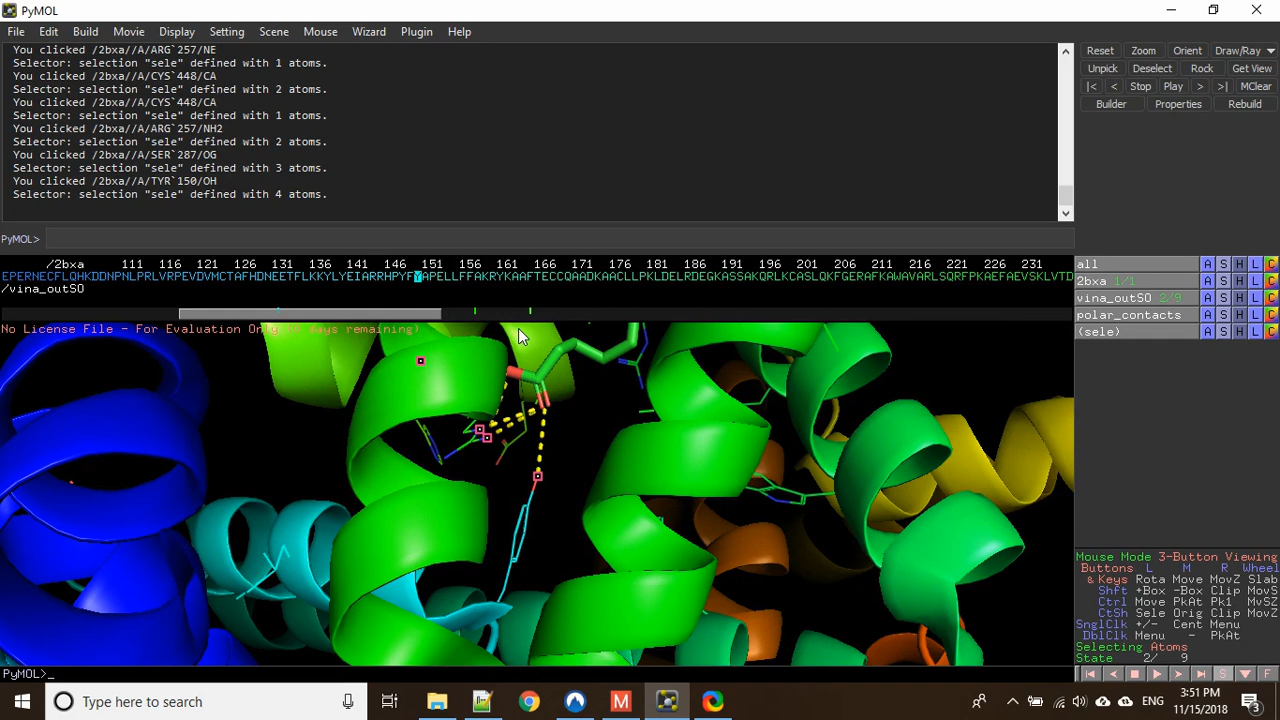 PyMOL
File Edit Build Movie Display Setting Scene Mouse Wizard Plugin Help
You clicked /2bxa//A/ARG`257/NE
Selector: selection "sele" defined with 1 atoms.
You clicked /2bxa//A/CYS`448/CA
Selector: selection "sele" defined with 2 atoms.
You clicked /2bxa//A/CYS`448/CA
Selector: selection "sele" defined with 1 atoms.
You clicked /2bxa//A/ARG`257/NH2
Selector: selection "sele" defined with 2 atoms.
You clicked /2bxa//A/SER`287/OG
Selector: selection "sele" defined with 3 atoms.
You clicked /2bxa//A/TYR`150/OH
Selector: selection "sele" defined with 4 atoms.
Reset Zoom Orient Draw/Ray
Unpick Deselect Rock Get View
|< < Stop Play > >| MClear
Builder Properties Rebuild
PyMOL>
/2bxa 111 116 121 126 131 136 141 146 151 156 161 166 171 176 181 186 191 196 201 206 211 216 221 226 231
EPERNECFLQHKDDNPNLPRLVRPEVDVMCTAFHDNEETFLKKYLYEIARRHPYFYAPELLFFAKRYKAAFTECCQAADKAACLLPKLDELRDEGKASSAKQRLKCASLQKFGERAFKAWAVARLSQRFPKAEFAEVSKLVTD
/vina_outSO
No License File - For Evaluation Only days remaining)
all A S H L C
2bxa 1/1 A S H L C
vina_outSO 2/9 A S H L C
polar_contacts A S H L C
(sele) A S H L C
Mouse Mode 3-Button Viewing
Buttons L M R Wheel
& Keys Rota Move MovZ Slab
Shft +Box -Box Clip MovS
Ctrl Move PkAt Pk1 MvSZ
CtSh Sele Orig Clip MovZ
SnglClk +/- Cent Menu
DblClk Menu - PkAt
Selecting Atoms
State 2/ 9
PyMOL>_
S F
Type here to search
M
ENG
3:51 PM
11/15/2018
3